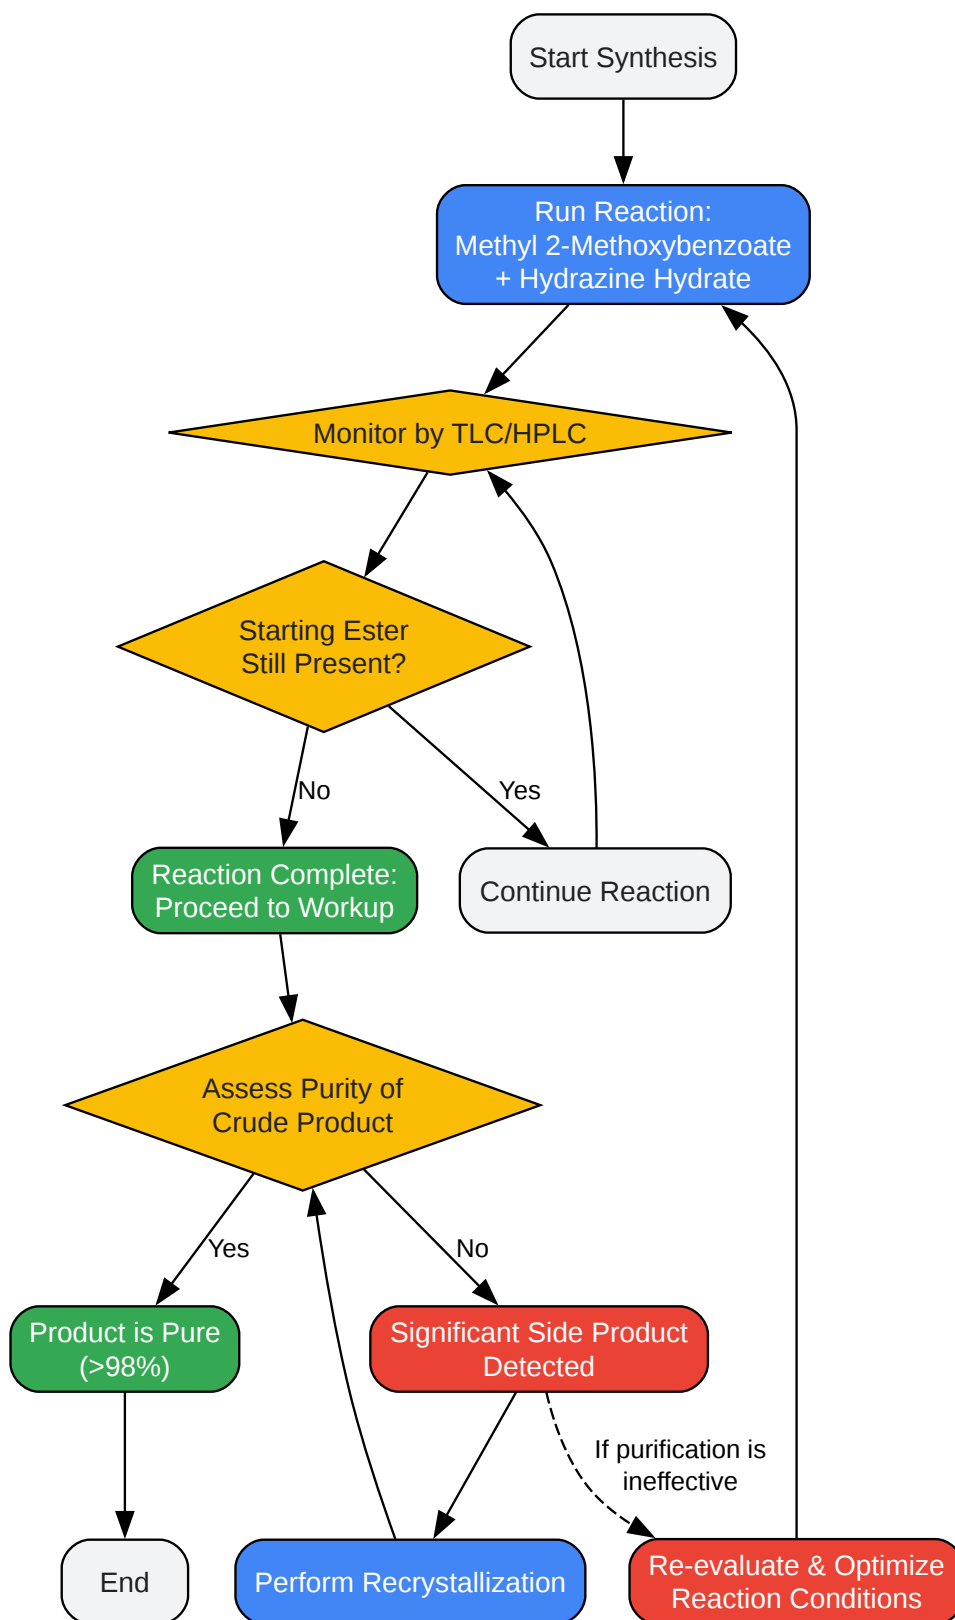 Start Synthesis
Run Reaction:
Methyl 2-Methoxybenzoate
+ Hydrazine Hydrate
Monitor by TLC/HPLC
Starting Ester
Still Present?
No
Yes
Reaction Complete:
Proceed to Workup
Continue Reaction
Assess Purity of
Crude Product
Yes
No
Product is Pure
(>98%)
Significant Side Product
Detected
If purification is
ineffective
End
Perform Recrystallization
Re-evaluate & Optimize
Reaction Conditions